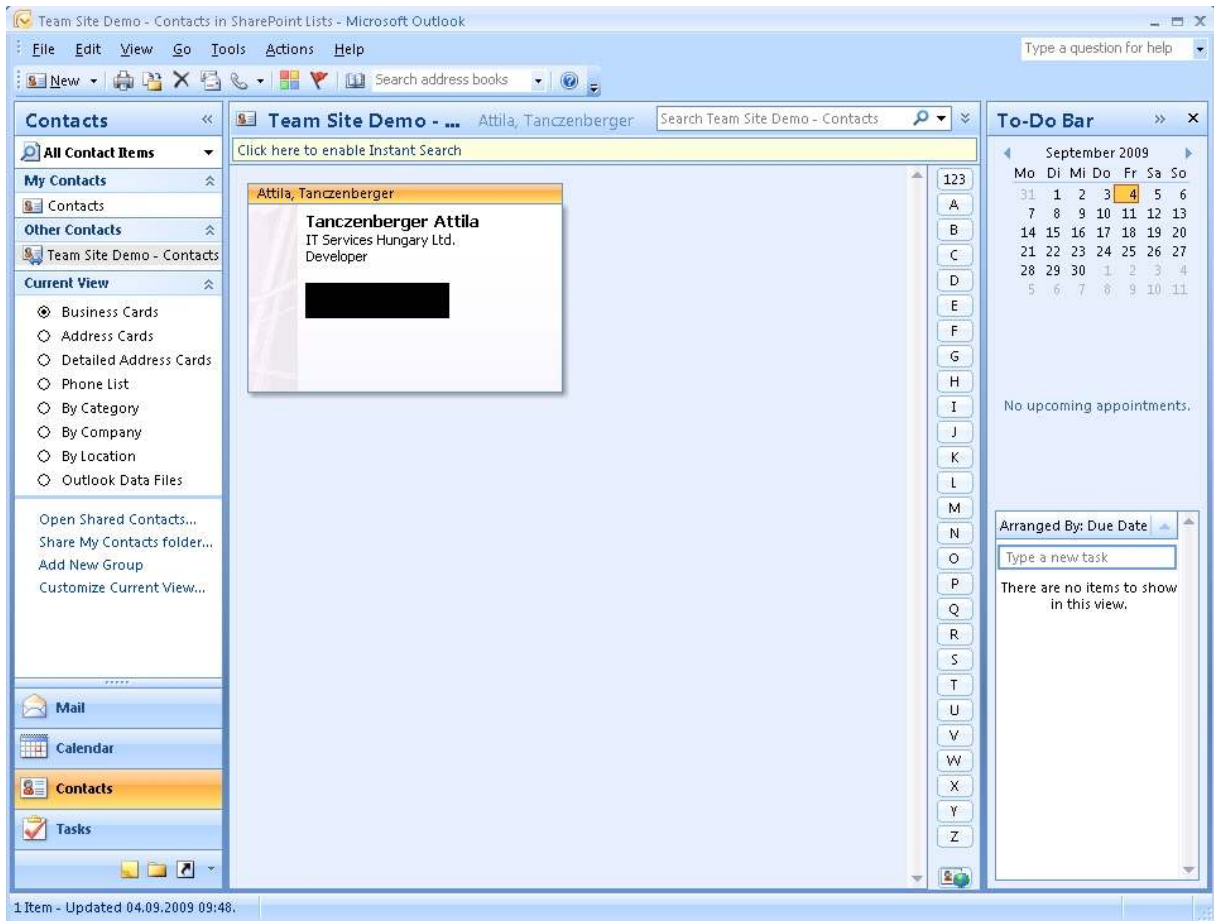 Team Site Demo - Contacts in SharePoint Lists - Microsoft Outlook
File Edit View Go Tools Actions Help
Type a question for help
New
Search address books
Contacts
All Contact Items
My Contacts
Contacts
Other Contacts
Team Site Demo - Contacts
Current View
Business Cards
Address Cards
Detailed Address Cards
Phone List
By Category
By Company
By Location
Outlook Data Files
Open Shared Contacts...
Share My Contacts folder...
Add New Group
Customize Current View...
Mail
Calendar
Contacts
Tasks
Team Site Demo - ... Attila, Tanczenberger
Search Team Site Demo - Contacts
Click here to enable Instant Search
Attila, Tanczenberger
Tanczenberger Attila
IT Services Hungary Ltd.
Developer
123
A
B
C
D
E
F
G
H
I
J
K
L
M
N
O
P
Q
R
S
T
U
V
W
X
Y
Z
To-Do Bar
September 2009
Mo Di Mi Do Fr Sa So
31 1 2 3 4 5 6
7 8 9 10 11 12 13
14 15 16 17 18 19 20
21 22 23 24 25 26 27
28 29 30 1 2 3 4
5 6 7 8 9 10 11
No upcoming appointments.
Arranged By: Due Date
Type a new task
There are no items to show
in this view.
1 Item - Updated 04.09.2009 09:48.